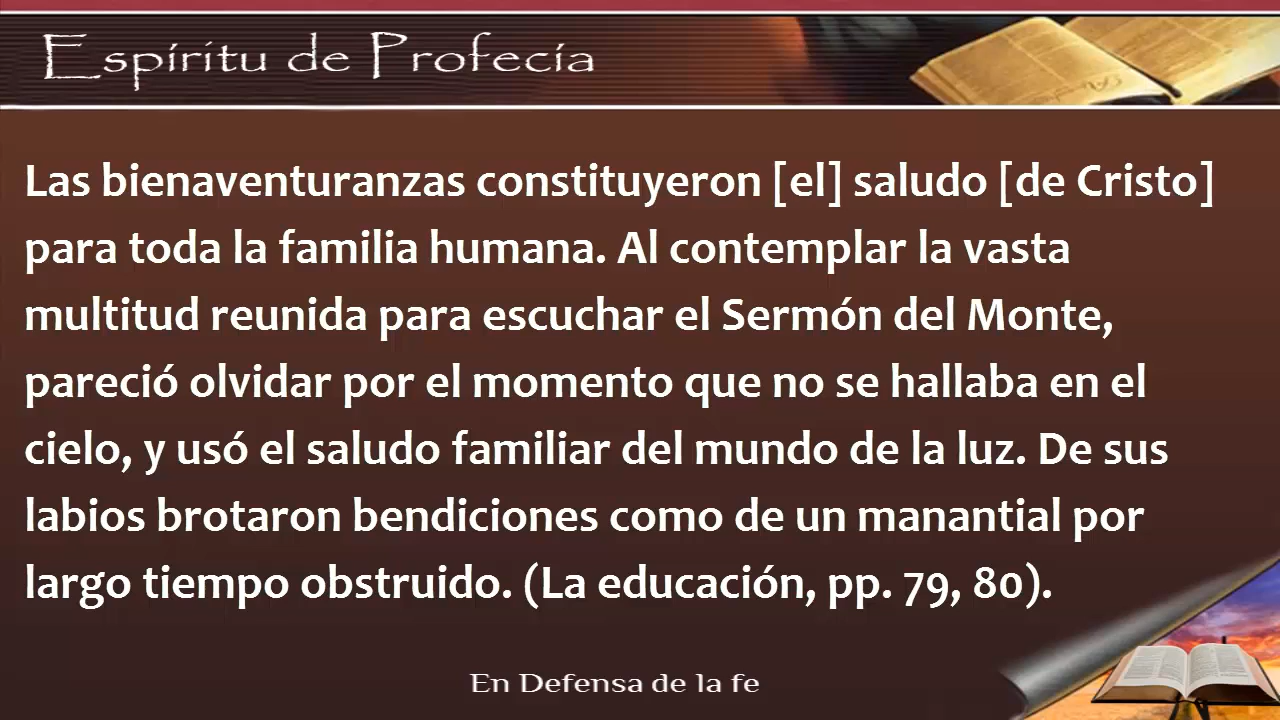 Espíritu de Profecía
Las bienaventuranzas constituyeron [el] saludo [de Cristo]
para toda la familia humana. Al contemplar la vasta
multitud reunida para escuchar el Sermón del Monte,
pareció olvidar por el momento que no se hallaba en el
cielo, y usó el saludo familiar del mundo de la luz. De sus
labios brotaron bendiciones como de un manantial por
largo tiempo obstruido. (La educación, pp. 79, 80).
En Defensa de la fe